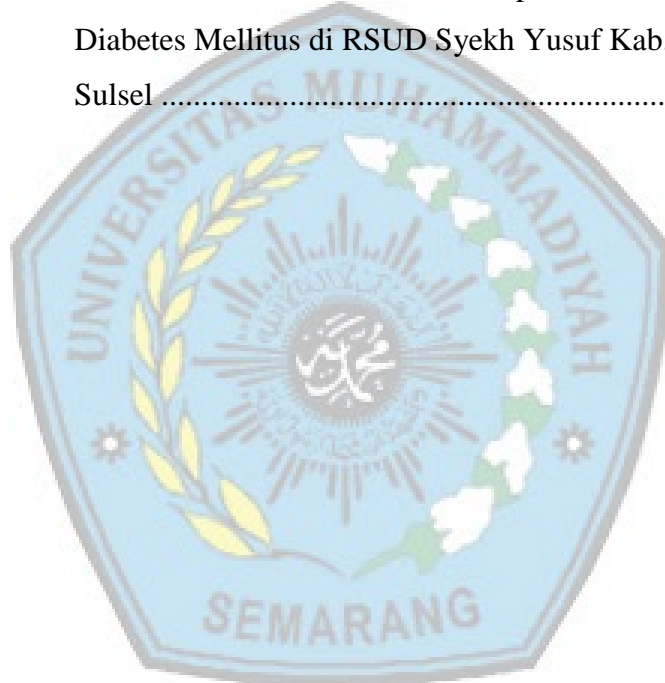 Diabetes Mellitus di RSUD Syekh Yusuf Kab
Sulsel ................................................................
UNIVERSITAS MUHAMMADIYAH
SEMARANG